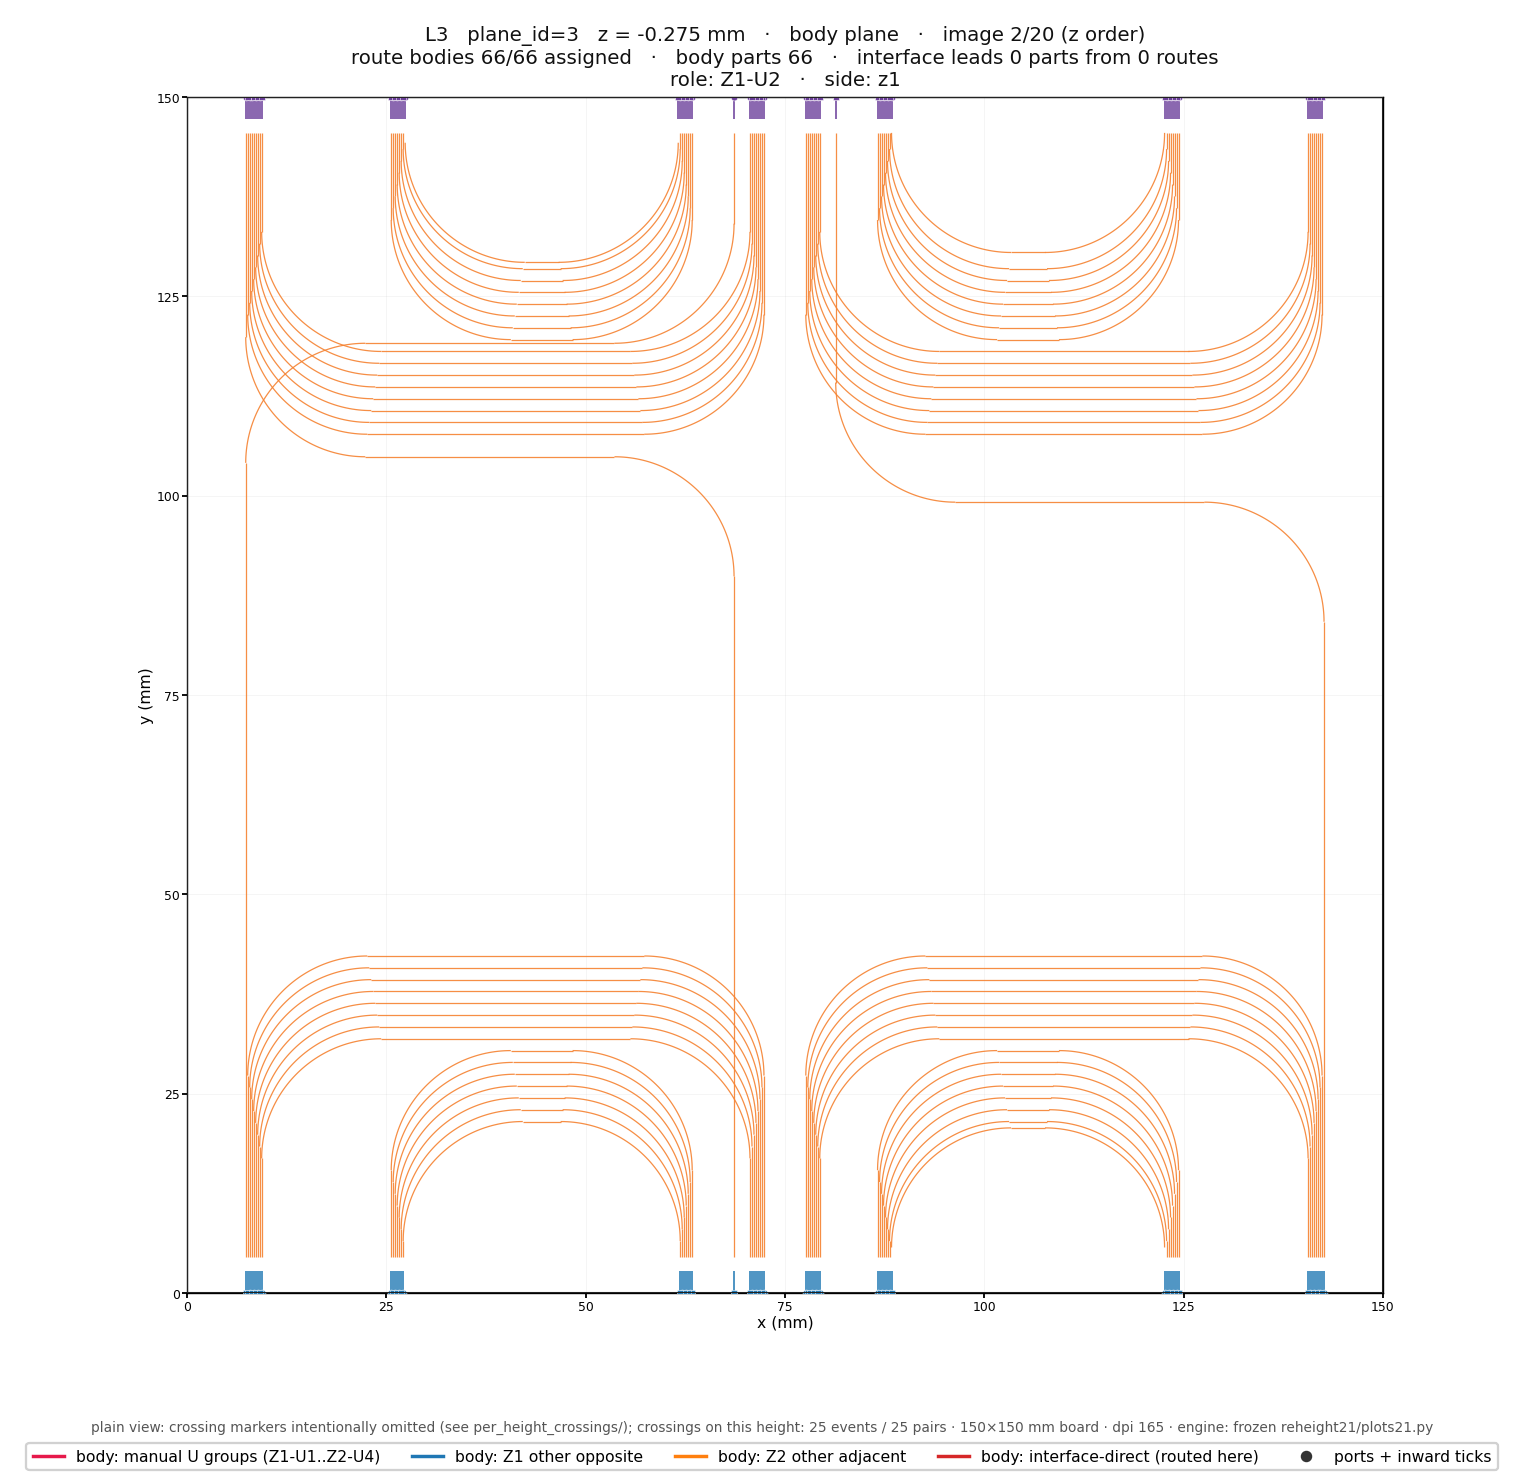 L3   plane_id=3   z = -0.275 mm   ·   body plane   ·   image 2/20 (z order)
route bodies 66/66 assigned   ·   body parts 66   ·   interface leads 0 parts from 0 routes
role: Z1-U2   ·   side: z1
150
125
100
75
50
25
0
y (mm)
0 25 50 75 100 125 150
x (mm)
plain view: crossing markers intentionally omitted (see per_height_crossings/); crossings on this height: 25 events / 25 pairs · 150×150 mm board · dpi 165 · engine: frozen reheight21/plots21.py
body: manual U groups (Z1-U1..Z2-U4)   body: Z1 other opposite   body: Z2 other adjacent   body: interface-direct (routed here)   ports + inward ticks